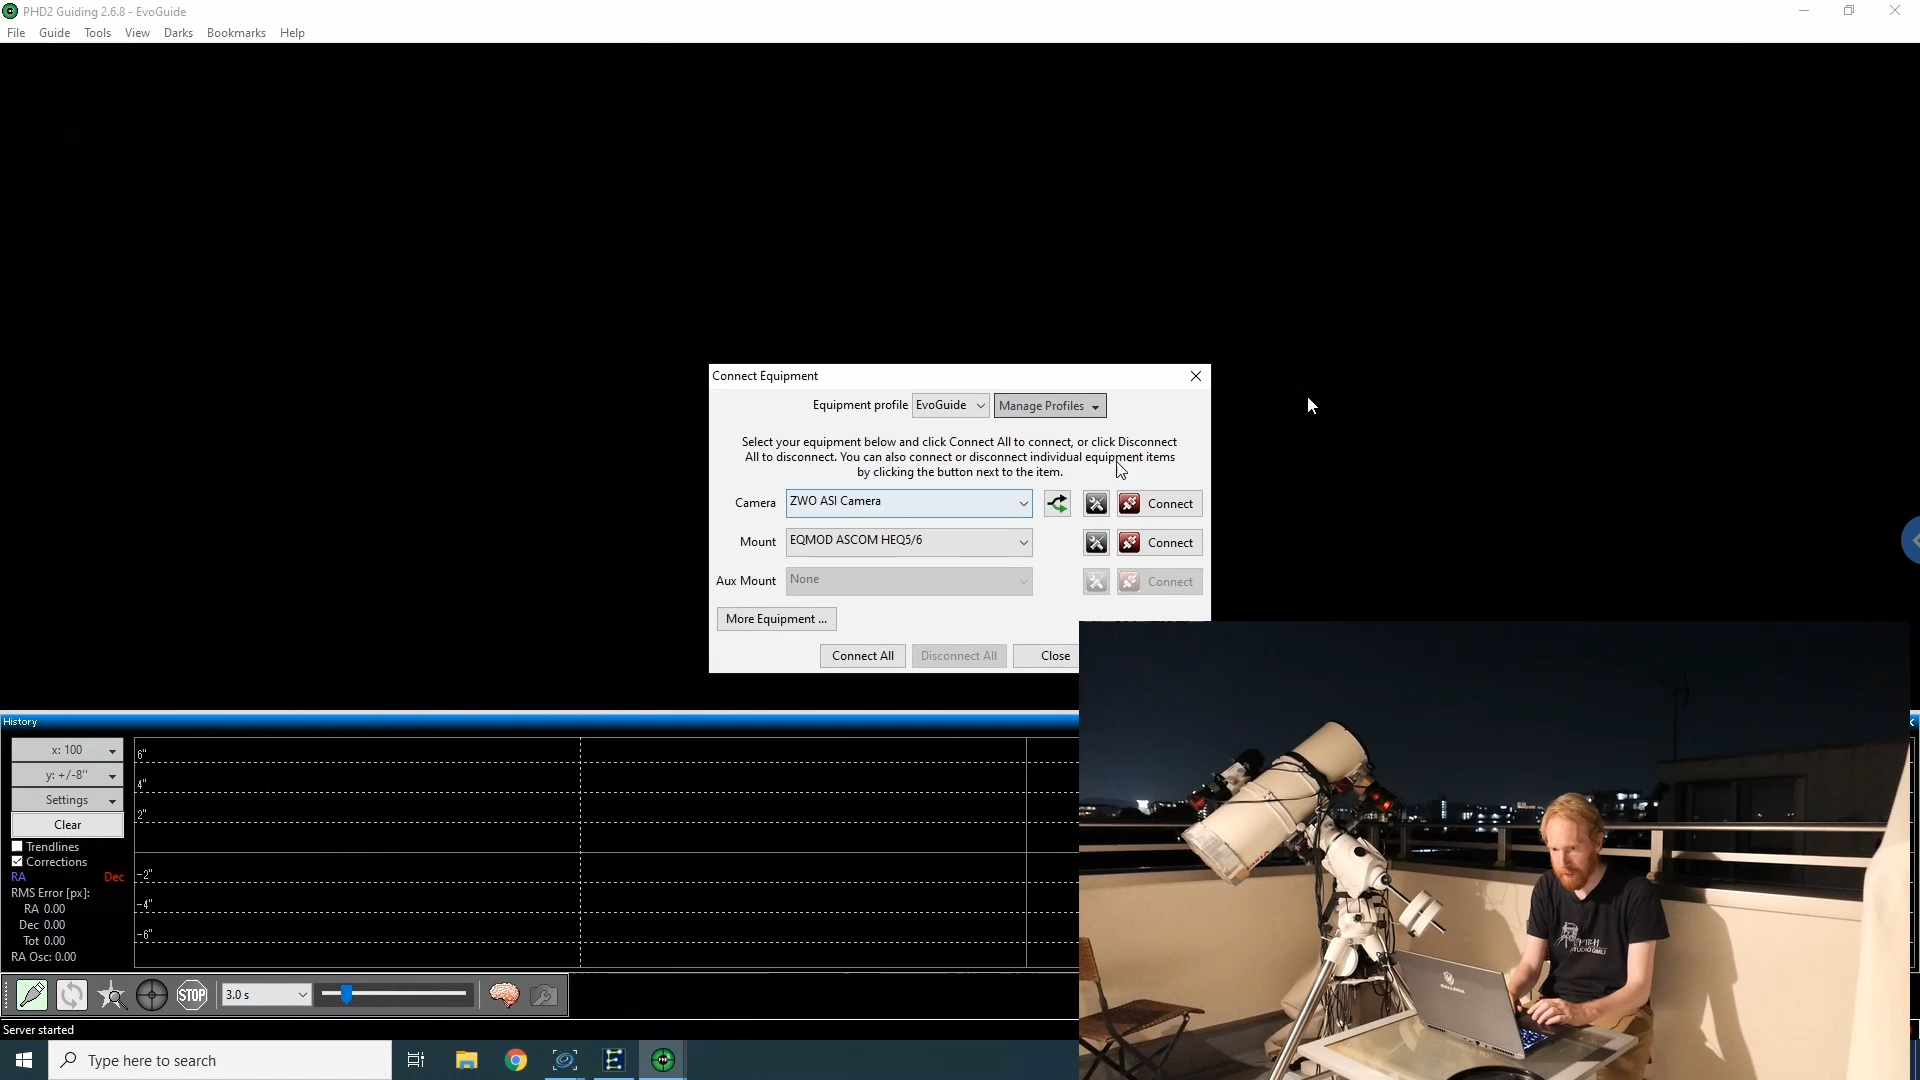 PHD2 Guiding 2.6.8 - EvoGuide
File Guide Tools View Darks Bookmarks Help
Connect Equipment
Equipment profile EvoGuide Manage Profiles
Select your equipment below and click Connect All to connect, or click Disconnect
All to disconnect. You can also connect or disconnect individual equipment items
by clicking the button next to the item.
Camera ZWO ASI Camera Connect
Mount EQMOD ASCOM HEQ5/6 Connect
Aux Mount None Connect
More Equipment ...
Connect All Disconnect All Close
History
x: 100
y: +/-8"
Settings
Clear
Trendlines
Corrections
RA Dec
RMS Error [px]:
RA 0.00
Dec 0.00
Tot 0.00
RA Osc: 0.00
6"
4"
2"
-2"
-4"
-6"
STOP
3.0 s
Server started
Type here to search
GALLERIA